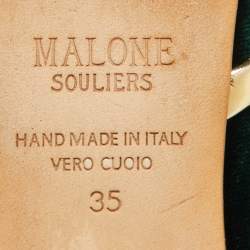 MALONE
SOULIERS
HAND MADE IN ITALY
VERO CUOIO
35